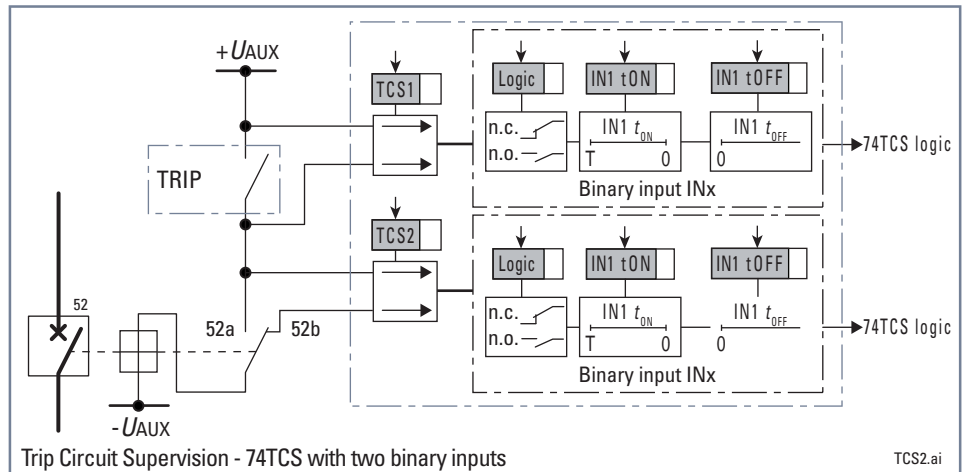 +UAUX
TCS1
Logic
IN1 tON
IN1 tOFF
n.c.
n.o.
IN1 tON
T 0
IN1 tOFF
0
74TCS logic
Binary input INx
TRIP
TCS2
Logic
IN1 tON
IN1 tOFF
52
52a
52b
n.c.
n.o.
IN1 tON
T 0
IN1 tOFF
0
74TCS logic
Binary input INx
-UAUX
Trip Circuit Supervision - 74TCS with two binary inputs
TCS2.ai